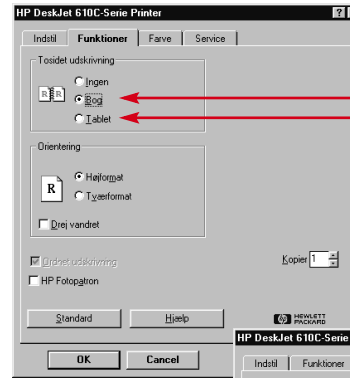 HP DeskJet 610C-Serie Printer
Indstil Funktioner Farve Service
Tosidet udskrivning
Ingen
Bog
Tablet
Orientering
Højformat
Tværformat
Drej vandret
Ordnet udskrivning
Kopier 1
HP Fotopatron
Standard Hjælp
HEWLETT
PACKARD
OK Cancel
HP DeskJet 610C-Serie
Indstil Funktioner